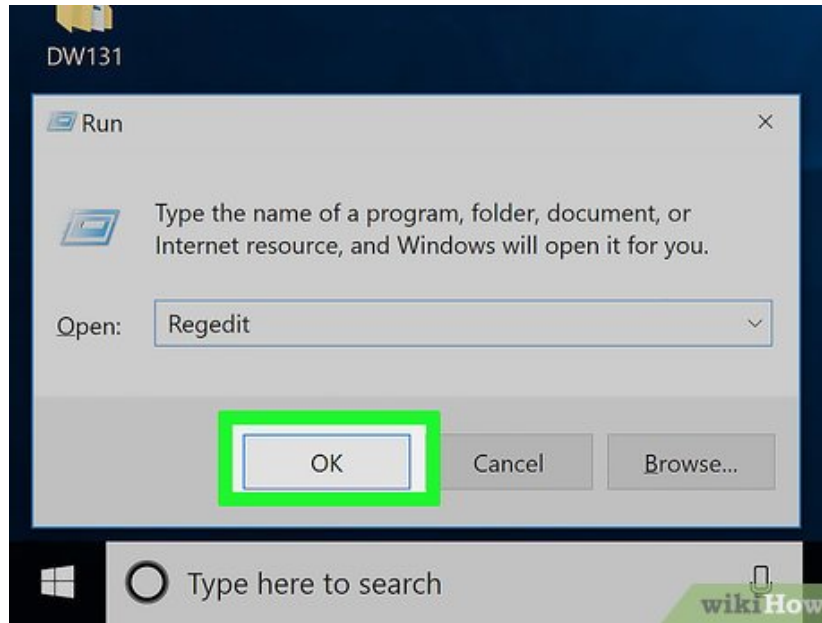 DW131
Run
Type the name of a program, folder, document, or
Internet resource, and Windows will open it for you.
Open:
Regedit
OK
Cancel
Browse...
Type here to search
wikiHow